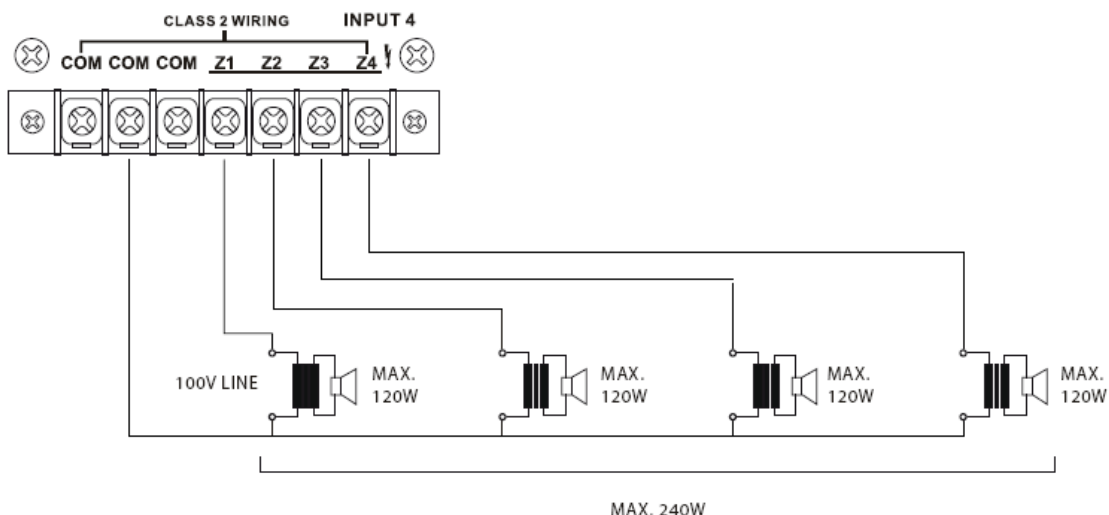 CLASS 2 WIRING INPUT 4
COM COM COM Z1 Z2 Z3 Z4
100V LINE
MAX.
120W
MAX.
120W
MAX.
120W
MAX.
120W
MAX. 240W